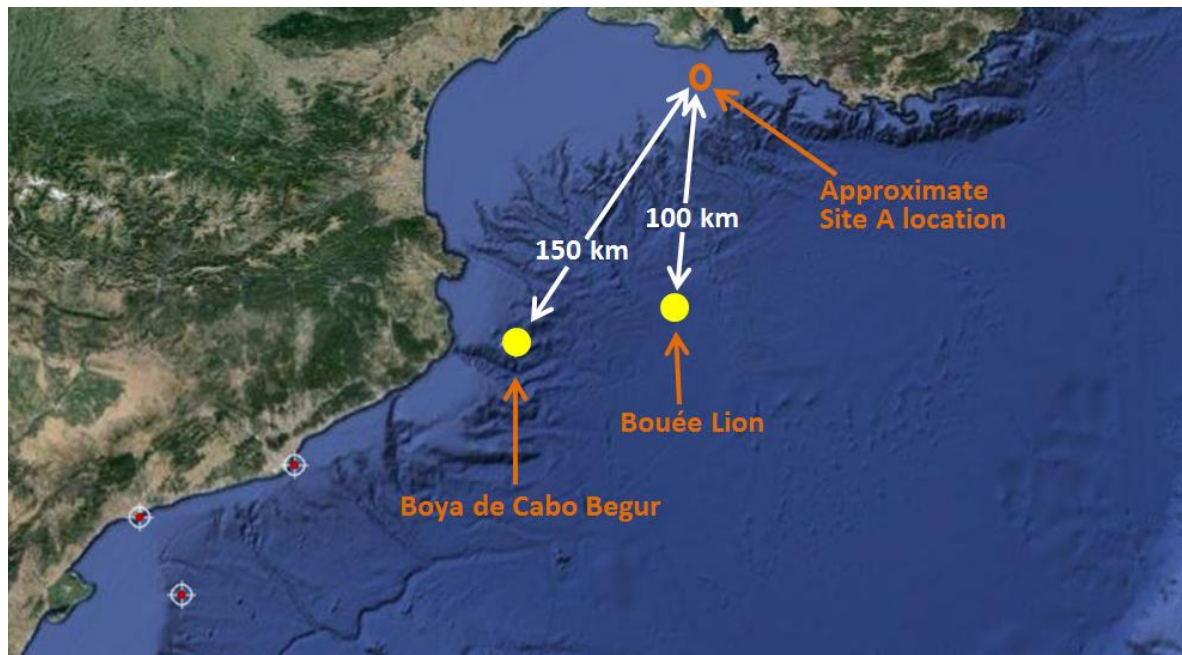 Approximate
Site A location
100 km
150 km
Bouée Lion
Boya de Cabo Begur